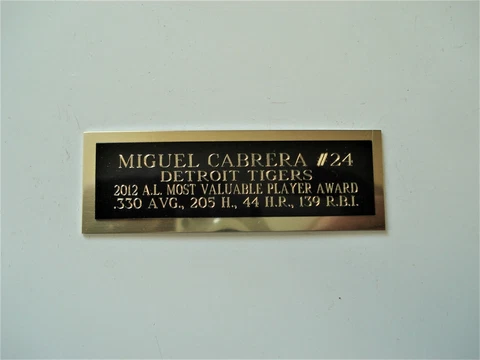 MIGUEL CABRERA #24
DETROIT TIGERS
2012 A.L. MOST VALUABLE PLAYER AWARD
.330 AVG., 205 H., 44 H.R., 139 R.B.I.